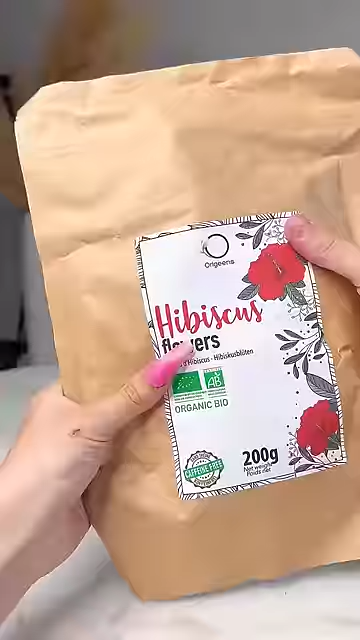 Origeens
Hibiscus
flowers
d'Hibiscus - Hibiskusblüten
AB
ORGANIC BIO
CAFFEINE FREE
200g
Net weight
Poids net